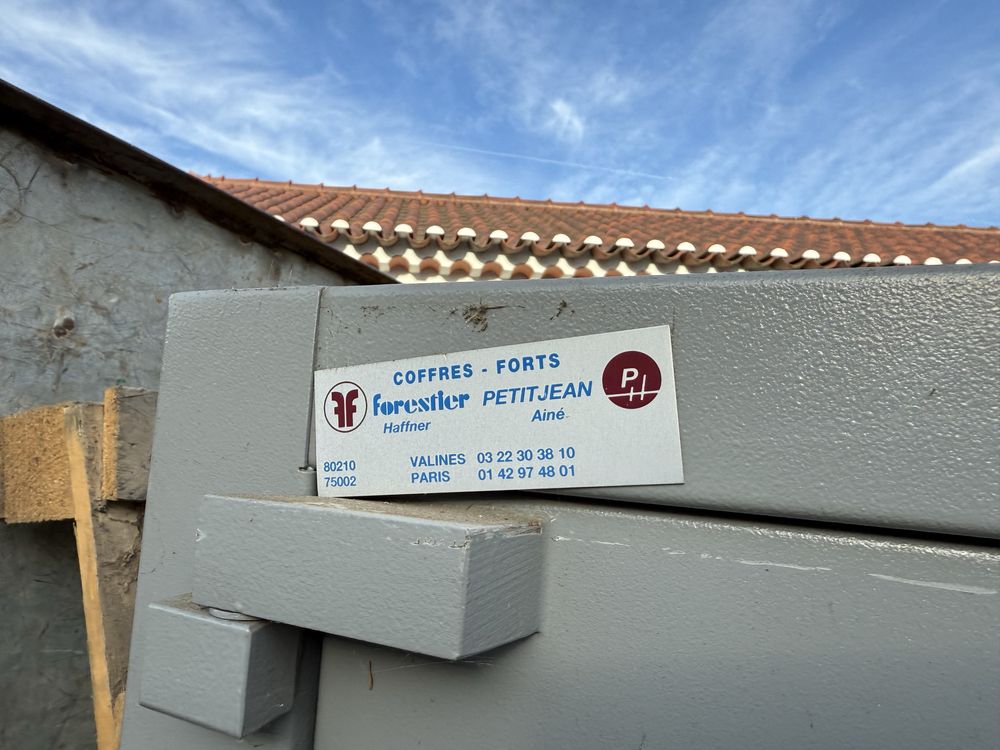 COFFRES - FORTS
forestier PETITJEAN
Haffner Ainé
PH
80210 VALINES 03 22 30 38 10
75002 PARIS 01 42 97 48 01